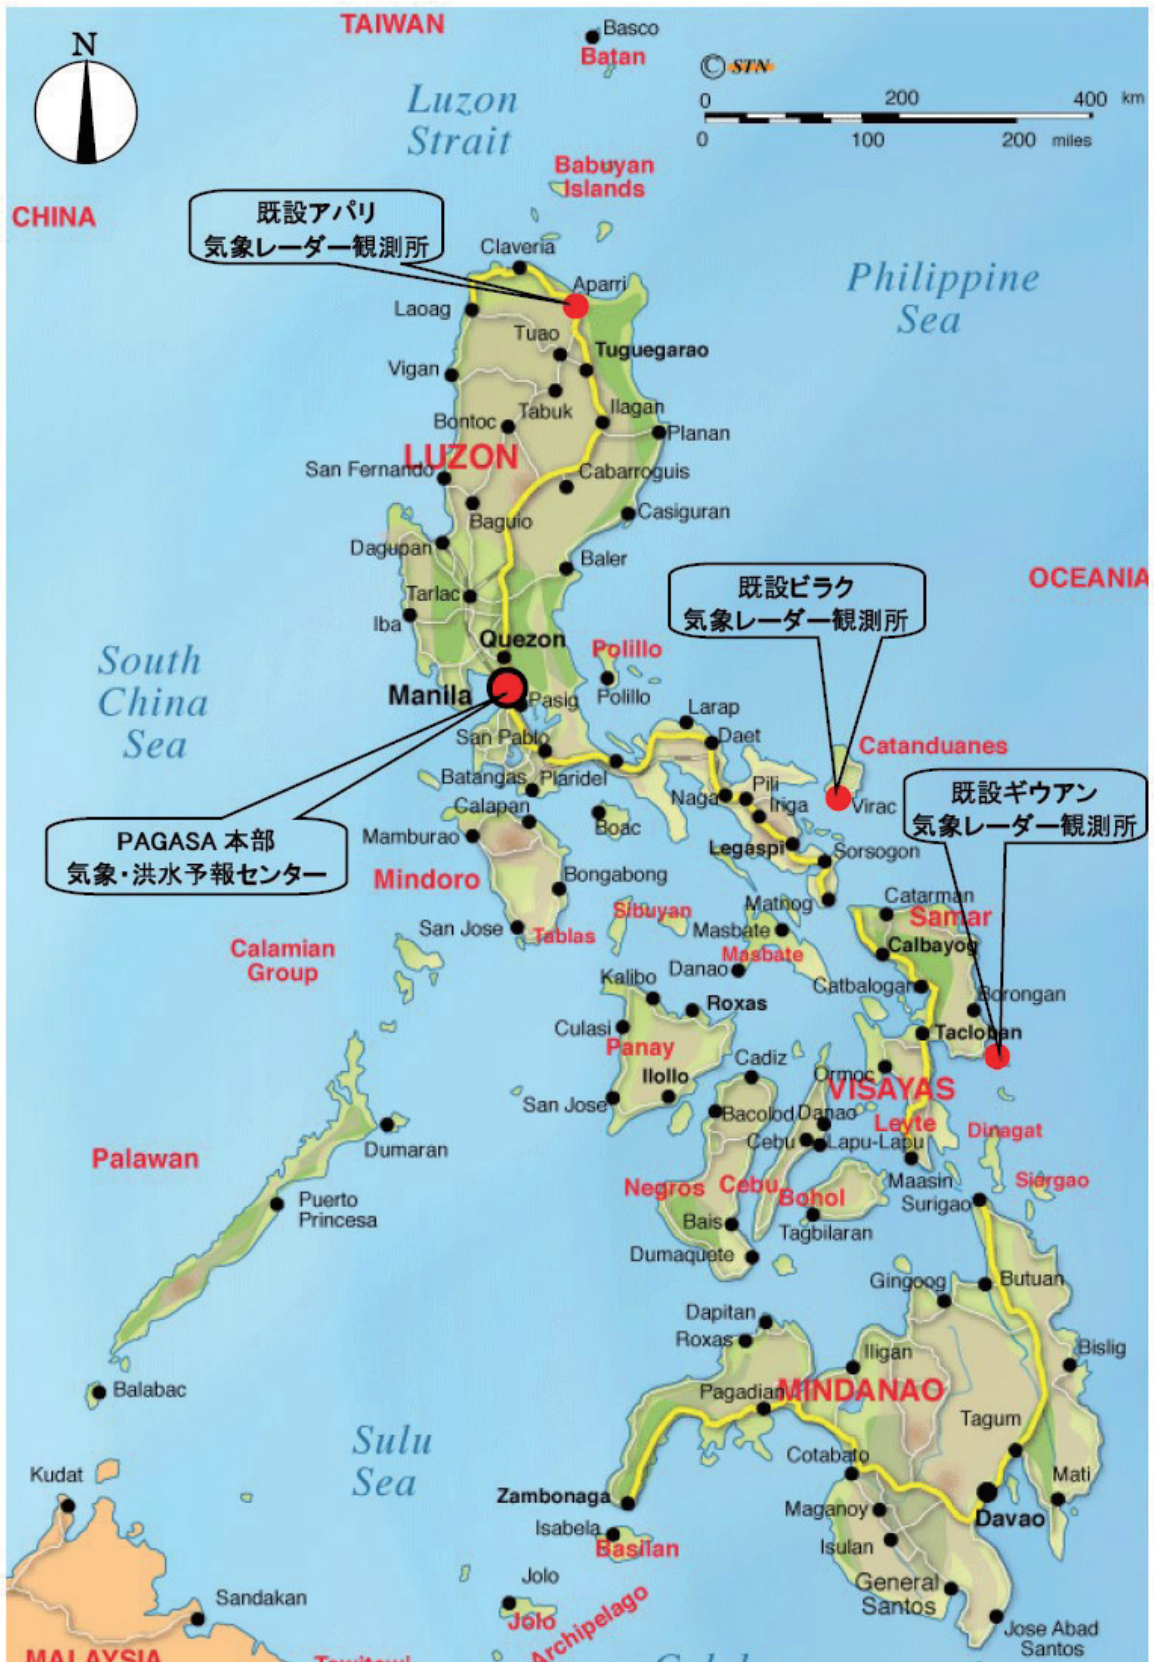 TAIWAN
Basco
Batan
N
© STN
0 200 400 km
0 100 200 miles
Luzon
Strait
Babuyan
Islands
CHINA
既設アパリ
気象レーダー観測所
Claveria
Aparri
Philippine
Sea
Laoag
Tuao
Tuguegarao
Vigan
Tabuk
Ilagan
Bontoc
Planan
LUZON
San Fernando
Cabarroguis
Baguio
Casiguran
Dagupan
Baler
既設ビラク
気象レーダー観測所
OCEANIA
Tarlac
Iba
Quezon
Polillo
South
China
Sea
Manila
Pasig
Polillo
Larap
San Pablo
Daet
Catanduanes
Batangas
Plaridel
Naga
Pili
Iriga
Virac
既設ギウアン
気象レーダー観測所
Calapan
Boac
PAGASA 本部
気象・洪水予報センター
Mamburao
Legaspi
Sorsogon
Mindoro
Bongabong
Matnog
Catarman
Samar
Sibuyan
San Jose
Tablas
Masbate
Masbate
Calbayog
Calamian
Group
Danao
Kalibo
Catbalogan
Borongan
Roxas
Culasi
Panay
Tacloban
Cadiz
Ormoc
Ilollo
VISAYAS
San Jose
Bacolod
Danao
Leyte
Dinagat
Dumaran
Cebu
Lapu-Lapu
Palawan
Maasin
Siargao
Negros
Cebu
Bohol
Surigao
Puerto
Princesa
Bais
Tagbilaran
Dumaquete
Gingoog
Butuan
Dapitan
Roxas
Iligan
Bislig
Balabac
Pagadian
MINDANAO
Tagum
Sulu
Sea
Cotabato
Kudat
Mati
Zambonaga
Maganoy
Davao
Isabela
Basilan
Isulan
Jolo
General
Santos
Sandakan
Jolo
Archipelago
Jose Abad
Santos
MALAYSIA
Tawitawi